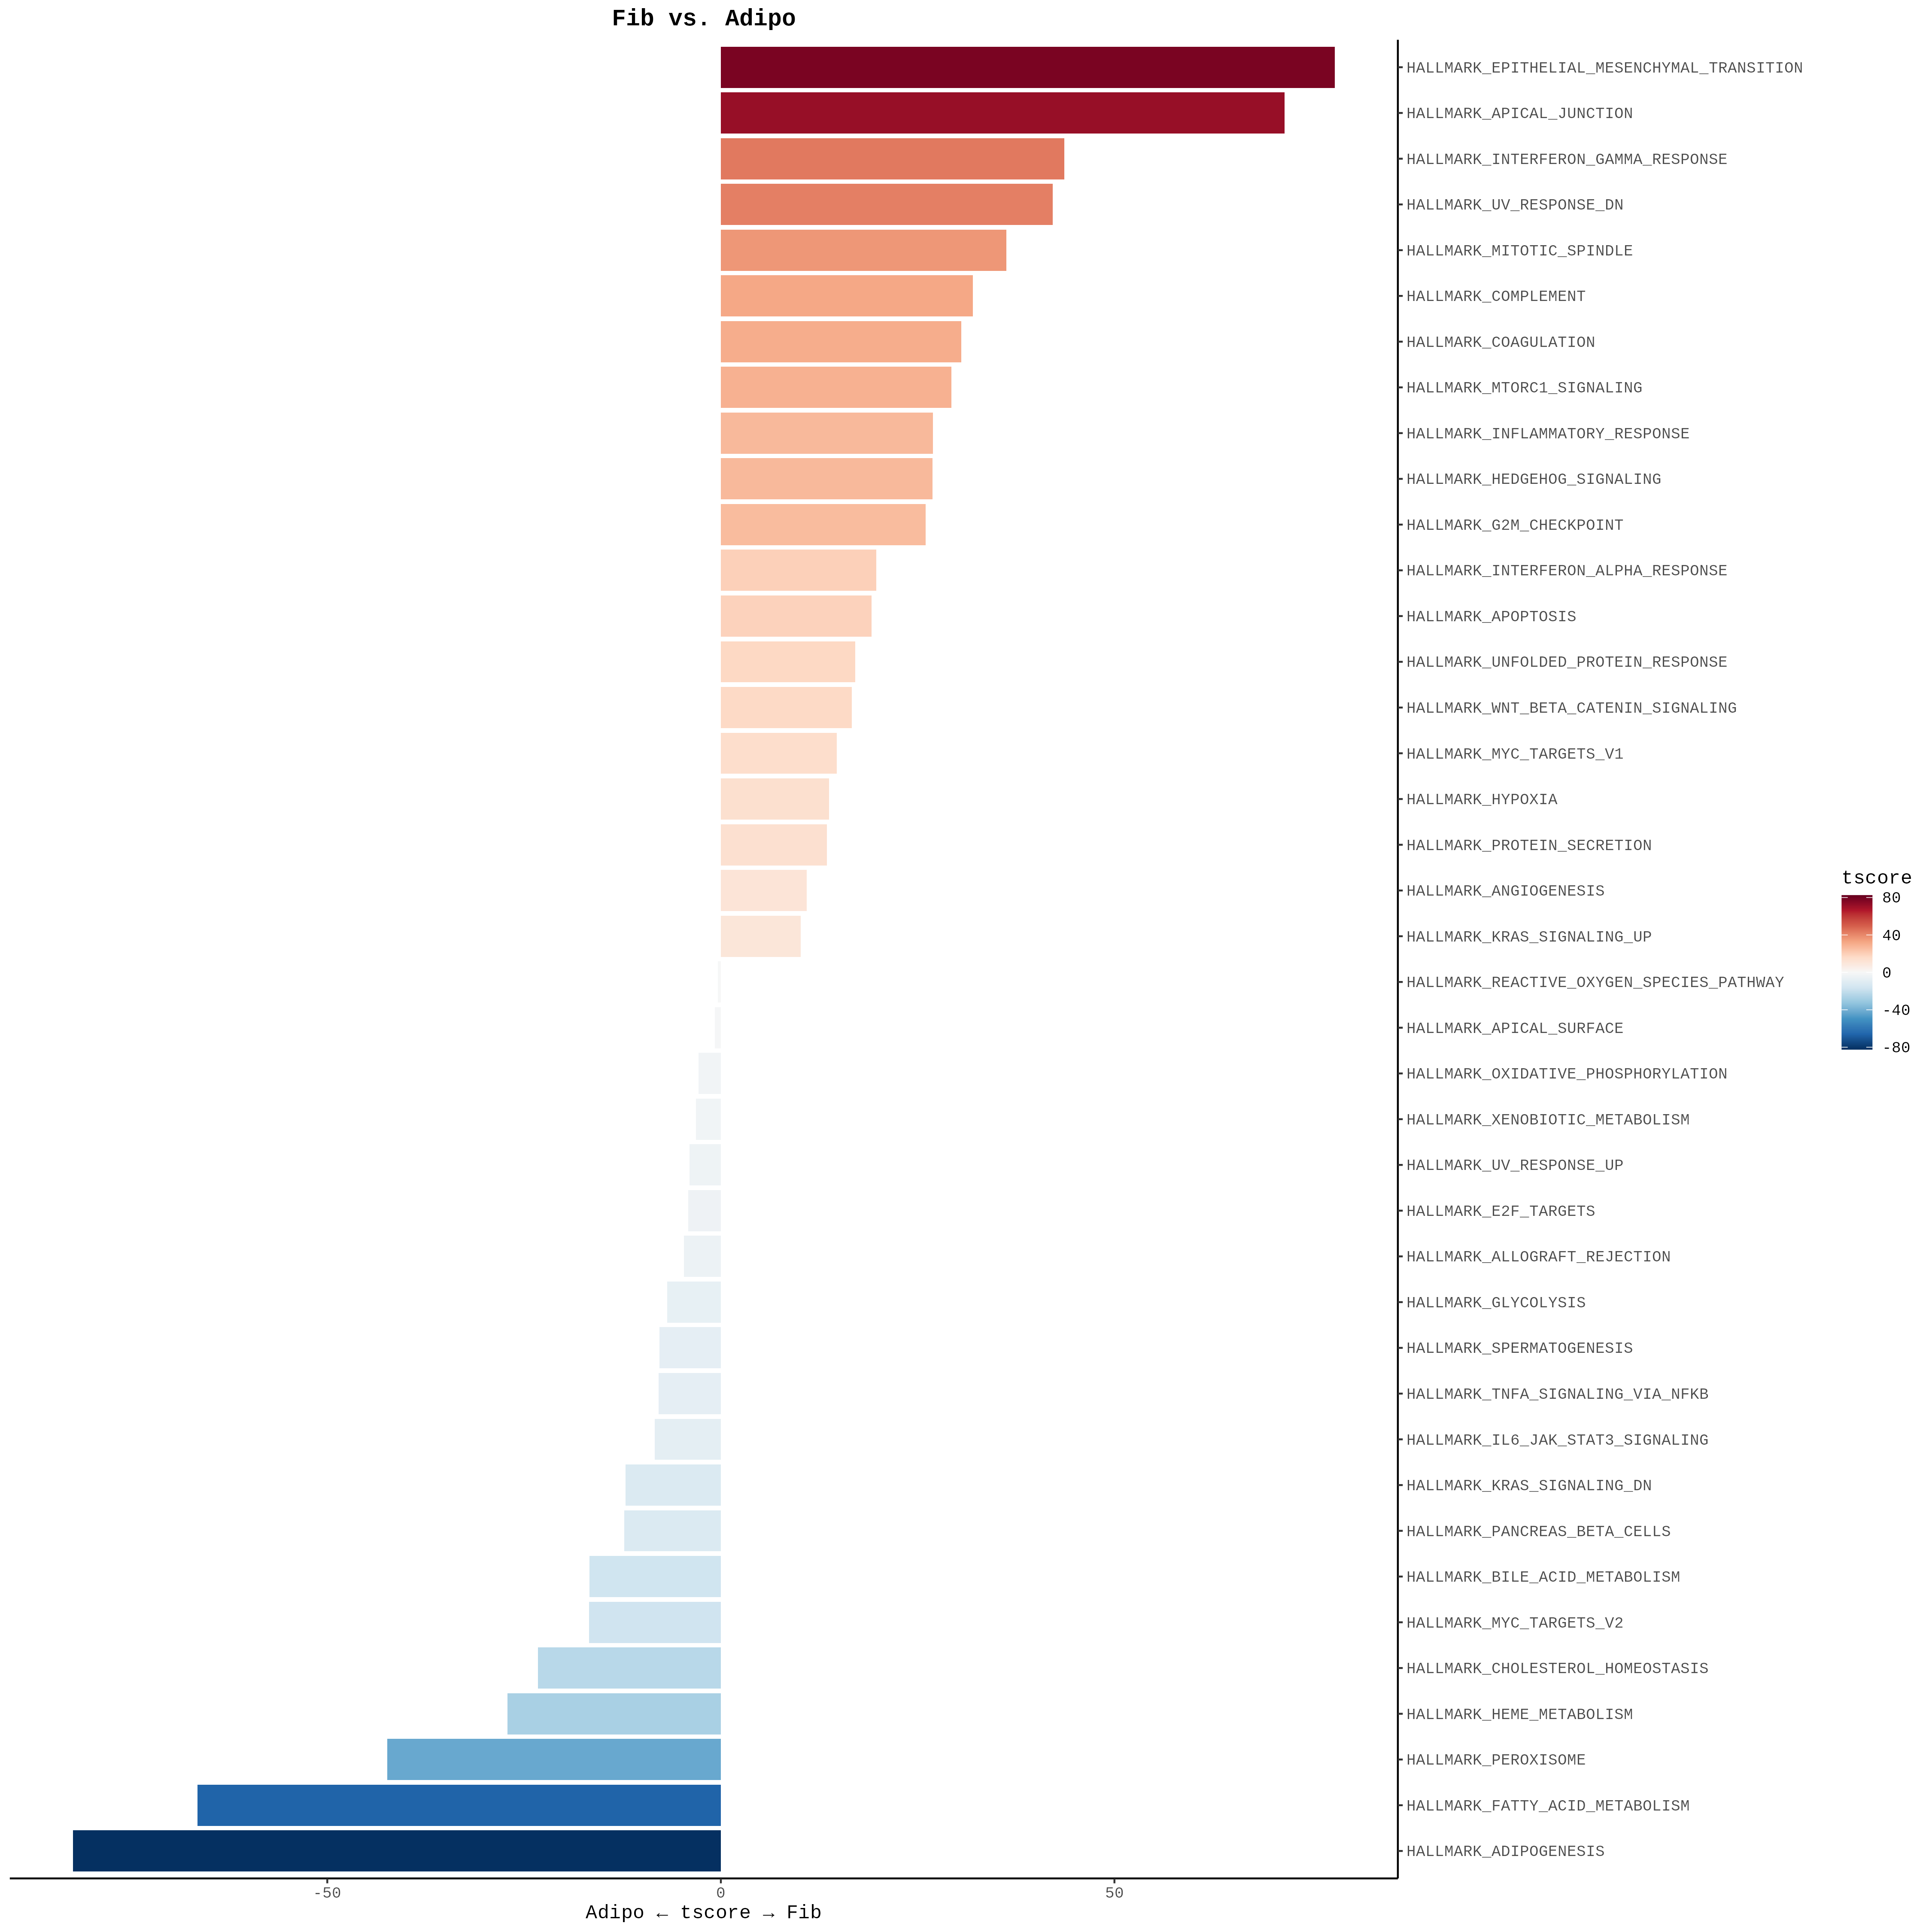 Fib vs. Adipo
HALLMARK_EPITHELIAL_MESENCHYMAL_TRANSITION
HALLMARK_APICAL_JUNCTION
HALLMARK_INTERFERON_GAMMA_RESPONSE
HALLMARK_UV_RESPONSE_DN
HALLMARK_MITOTIC_SPINDLE
HALLMARK_COMPLEMENT
HALLMARK_COAGULATION
HALLMARK_MTORC1_SIGNALING
HALLMARK_INFLAMMATORY_RESPONSE
HALLMARK_HEDGEHOG_SIGNALING
HALLMARK_G2M_CHECKPOINT
HALLMARK_INTERFERON_ALPHA_RESPONSE
HALLMARK_APOPTOSIS
HALLMARK_UNFOLDED_PROTEIN_RESPONSE
HALLMARK_WNT_BETA_CATENIN_SIGNALING
HALLMARK_MYC_TARGETS_V1
HALLMARK_HYPOXIA
HALLMARK_PROTEIN_SECRETION
HALLMARK_ANGIOGENESIS
HALLMARK_KRAS_SIGNALING_UP
HALLMARK_REACTIVE_OXYGEN_SPECIES_PATHWAY
HALLMARK_APICAL_SURFACE
HALLMARK_OXIDATIVE_PHOSPHORYLATION
HALLMARK_XENOBIOTIC_METABOLISM
HALLMARK_UV_RESPONSE_UP
HALLMARK_E2F_TARGETS
HALLMARK_ALLOGRAFT_REJECTION
HALLMARK_GLYCOLYSIS
HALLMARK_SPERMATOGENESIS
HALLMARK_TNFA_SIGNALING_VIA_NFKB
HALLMARK_IL6_JAK_STAT3_SIGNALING
HALLMARK_KRAS_SIGNALING_DN
HALLMARK_PANCREAS_BETA_CELLS
HALLMARK_BILE_ACID_METABOLISM
HALLMARK_MYC_TARGETS_V2
HALLMARK_CHOLESTEROL_HOMEOSTASIS
HALLMARK_HEME_METABOLISM
HALLMARK_PEROXISOME
HALLMARK_FATTY_ACID_METABOLISM
HALLMARK_ADIPOGENESIS
-50 0 50
Adipo ← tscore → Fib
tscore
80
40
0
-40
-80